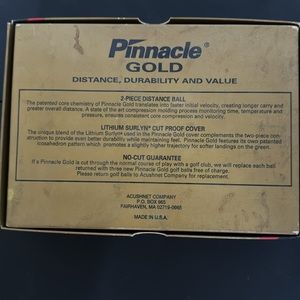 Pinnacle®
GOLD
DISTANCE, DURABILITY AND VALUE
2-PIECE DISTANCE BALL
The patented core chemistry of Pinnacle Gold translates into faster initial velocity, creating longer carry and
greater overall distance. A state of the art compression molding process monitoring time, temperature and
pressure, ensures consistent core compression and velocity.
LITHIUM SURLYN® CUT PROOF COVER
The unique blend of the Lithium Surlyn® used in the Pinnacle Gold cover complements the two-piece con-
struction to provide even better durability, while maintaining feel. Pinnacle Gold features its own patented
icosahedron pattern which promotes a slightly higher trajectory for softer landings on the green.
NO-CUT GUARANTEE
If a Pinnacle Gold is cut through the normal course of play with a golf club, we will replace each ball
returned with three new Pinnacle Gold golf balls free of charge.
Please return golf balls to Acushnet Company for replacement.
ACUSHNET COMPANY
P.O. BOX 965
FAIRHAVEN, MA 02719-0965
MADE IN U.S.A.